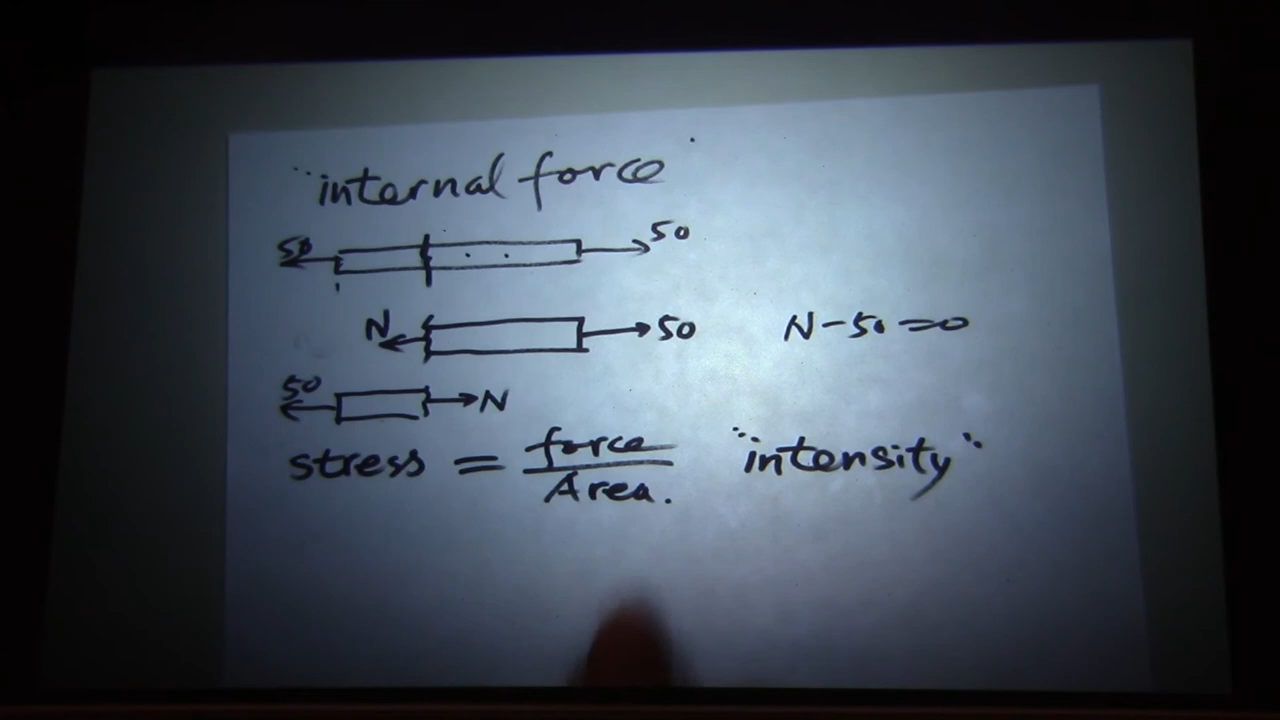 "internal force"
50 50
N 50 N-50=0
50 N
stress = force / Area. "intensity"